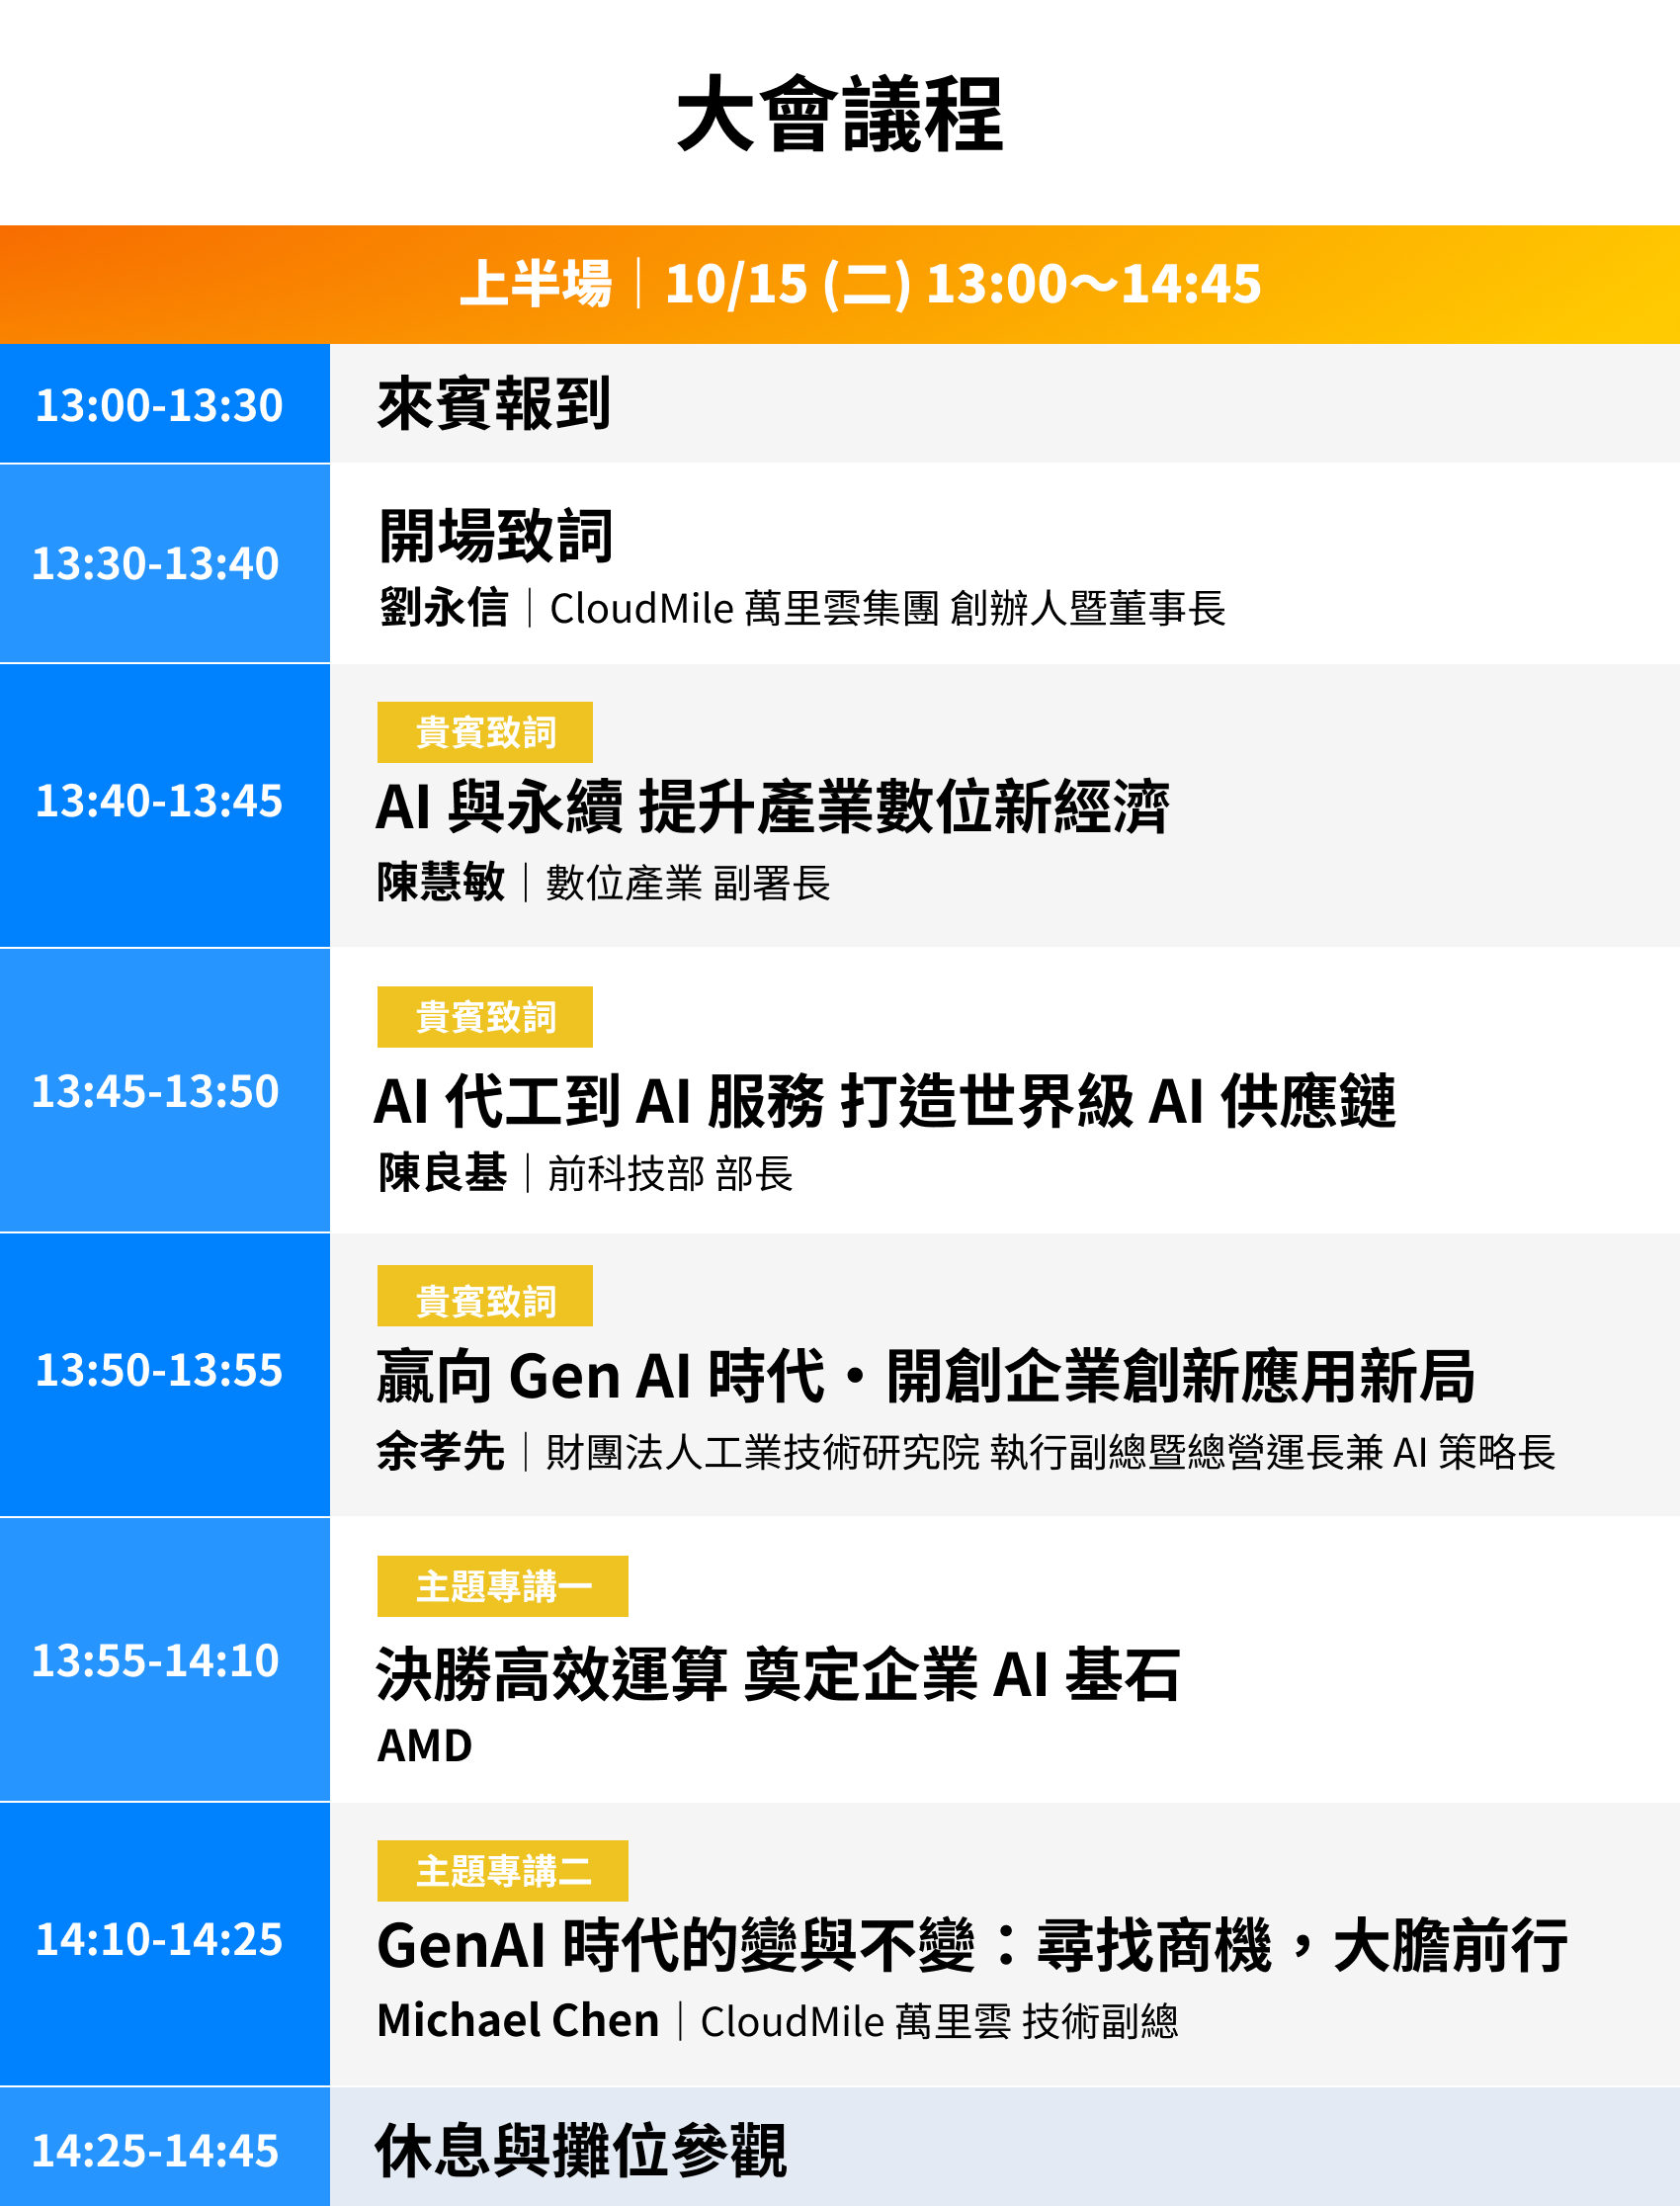 大會議程
上半場｜10/15 (二) 13:00～14:45
13:00-13:30
來賓報到
13:30-13:40
開場致詞
劉永信｜CloudMile 萬里雲集團 創辦人暨董事長
13:40-13:45
貴賓致詞
AI 與永續 提升產業數位新經濟
陳慧敏｜數位產業 副署長
13:45-13:50
貴賓致詞
AI 代工到 AI 服務 打造世界級 AI 供應鏈
陳良基｜前科技部 部長
13:50-13:55
貴賓致詞
贏向 Gen AI 時代・開創企業創新應用新局
余孝先｜財團法人工業技術研究院 執行副總暨總營運長兼 AI 策略長
13:55-14:10
主題專講一
決勝高效運算 奠定企業 AI 基石
AMD
14:10-14:25
主題專講二
GenAI 時代的變與不變：尋找商機，大膽前行
Michael Chen｜CloudMile 萬里雲 技術副總
14:25-14:45
休息與攤位參觀